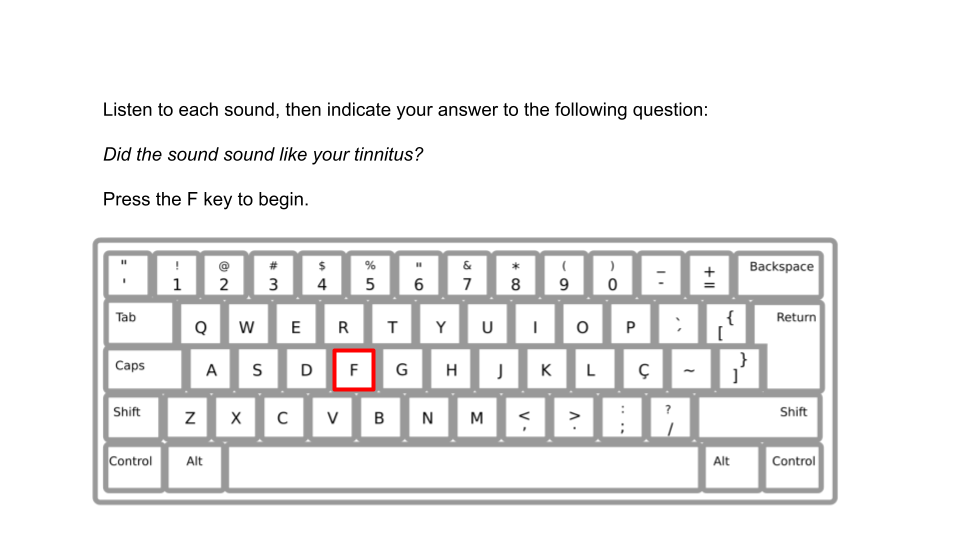 Listen to each sound, then indicate your answer to the following question:
Did the sound sound like your tinnitus?
Press the F key to begin.
" ! @ # $ % " & * ( ) _ + Backspace
' 1 2 3 4 5 6 7 8 9 0 - =
Tab Q W E R T Y U I O P { [ Return
Caps A S D F G H J K L Ç ~ } ]
Shift Z X C V B N M < , > . : ; ? / Shift
Control Alt Alt Control